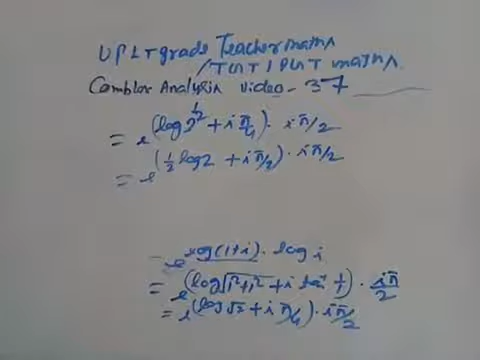 UP LT grade Teacher maths
/TGT/PGT maths
Complex Analysis video - 37
= e^(log 2^{1/2} + i π/4) · iπ/2
= e^(1/2 log 2 + i π/2) · iπ/2
= e^{log(1+i) · log i}
= e^(log √(1²+1²) + i tan⁻¹ 1/1) · iπ/2
= e^(log √2 + i π/4) · iπ/2